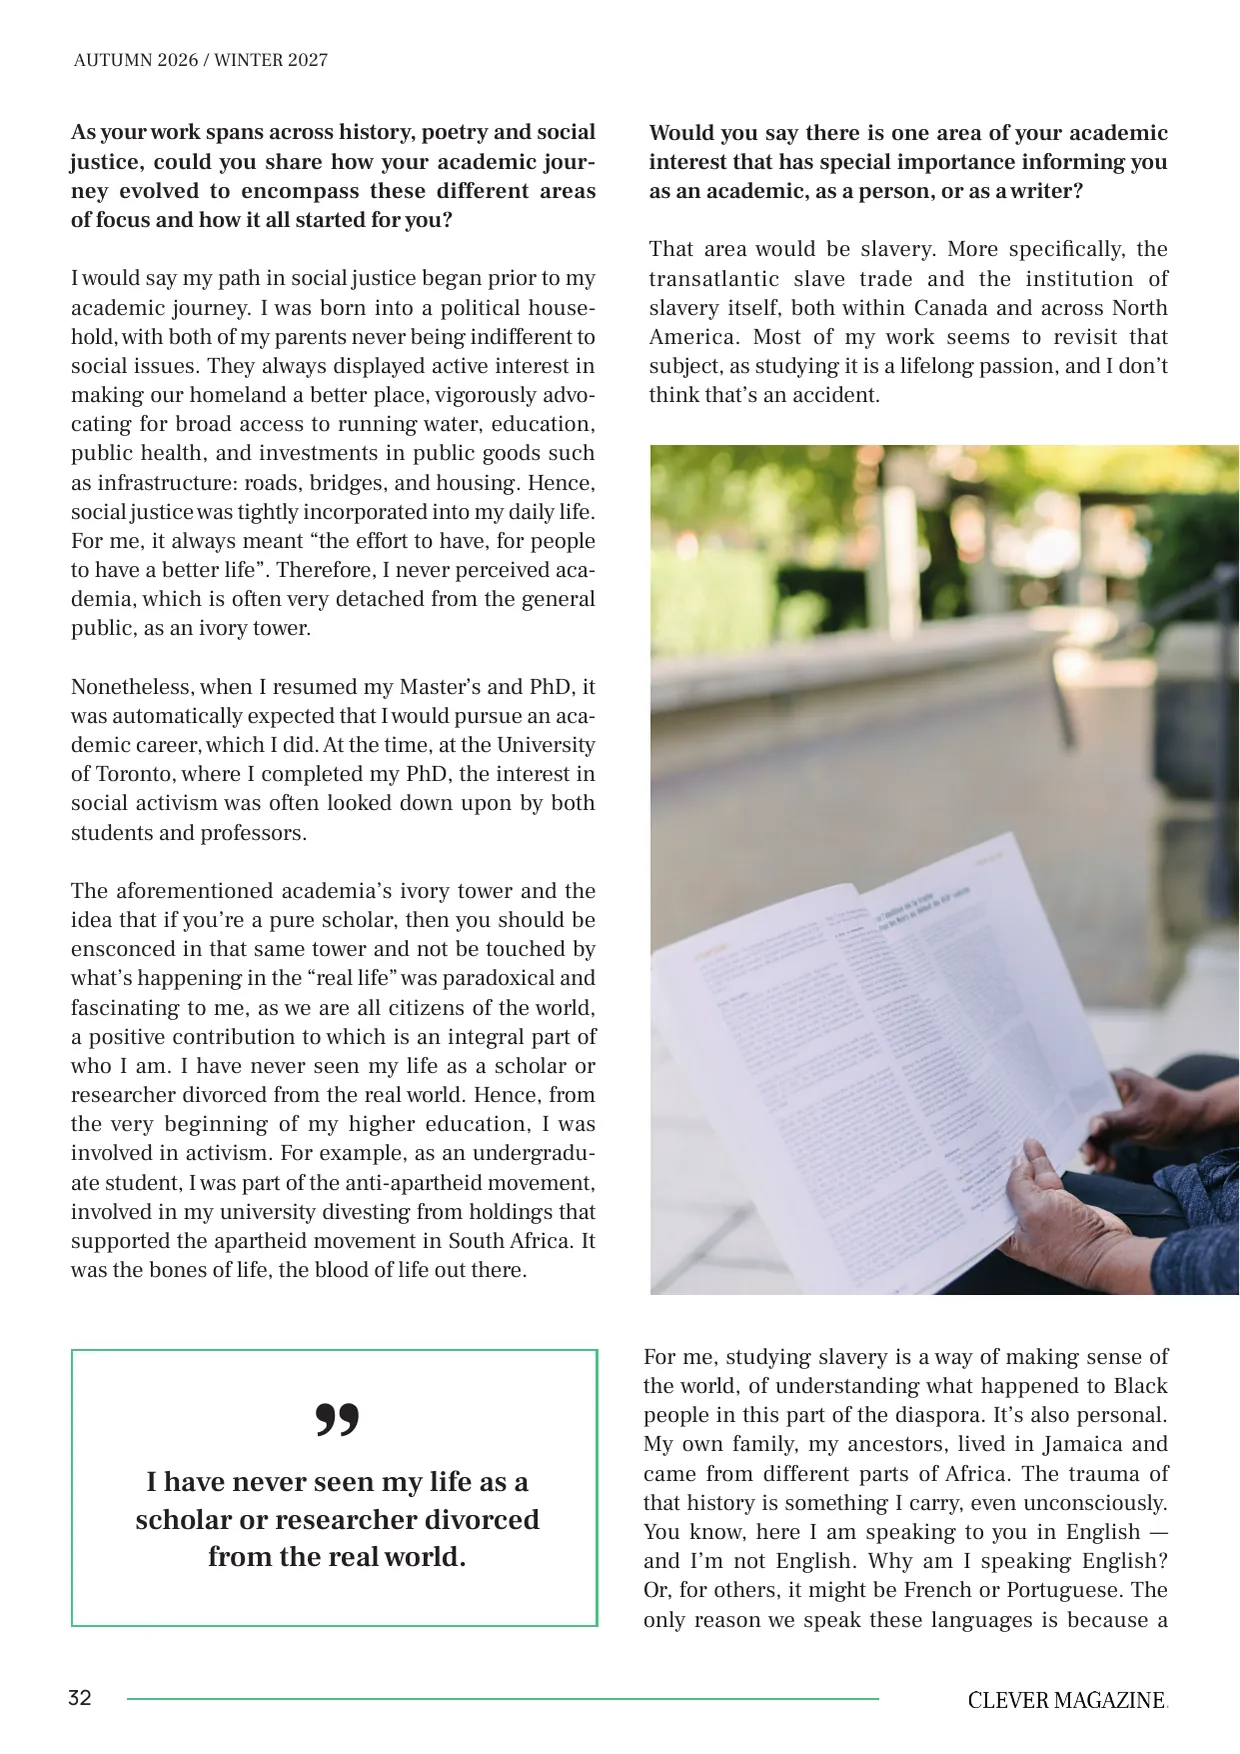 AUTUMN 2026 / WINTER 2027
As your work spans across history, poetry and social
justice, could you share how your academic jour-
ney evolved to encompass these different areas
of focus and how it all started for you?
I would say my path in social justice began prior to my
academic journey. I was born into a political house-
hold, with both of my parents never being indifferent to
social issues. They always displayed active interest in
making our homeland a better place, vigorously advo-
cating for broad access to running water, education,
public health, and investments in public goods such
as infrastructure: roads, bridges, and housing. Hence,
social justice was tightly incorporated into my daily life.
For me, it always meant “the effort to have, for people
to have a better life”. Therefore, I never perceived aca-
demia, which is often very detached from the general
public, as an ivory tower.
Nonetheless, when I resumed my Master’s and PhD, it
was automatically expected that I would pursue an aca-
demic career, which I did. At the time, at the University
of Toronto, where I completed my PhD, the interest in
social activism was often looked down upon by both
students and professors.
The aforementioned academia’s ivory tower and the
idea that if you’re a pure scholar, then you should be
ensconced in that same tower and not be touched by
what’s happening in the “real life” was paradoxical and
fascinating to me, as we are all citizens of the world,
a positive contribution to which is an integral part of
who I am. I have never seen my life as a scholar or
researcher divorced from the real world. Hence, from
the very beginning of my higher education, I was
involved in activism. For example, as an undergradu-
ate student, I was part of the anti-apartheid movement,
involved in my university divesting from holdings that
supported the apartheid movement in South Africa. It
was the bones of life, the blood of life out there.
”
I have never seen my life as a
scholar or researcher divorced
from the real world.
Would you say there is one area of your academic
interest that has special importance informing you
as an academic, as a person, or as a writer?
That area would be slavery. More specifically, the
transatlantic slave trade and the institution of
slavery itself, both within Canada and across North
America. Most of my work seems to revisit that
subject, as studying it is a lifelong passion, and I don’t
think that’s an accident.
For me, studying slavery is a way of making sense of
the world, of understanding what happened to Black
people in this part of the diaspora. It’s also personal.
My own family, my ancestors, lived in Jamaica and
came from different parts of Africa. The trauma of
that history is something I carry, even unconsciously.
You know, here I am speaking to you in English —
and I’m not English. Why am I speaking English?
Or, for others, it might be French or Portuguese. The
only reason we speak these languages is because a
32
CLEVER MAGAZINE